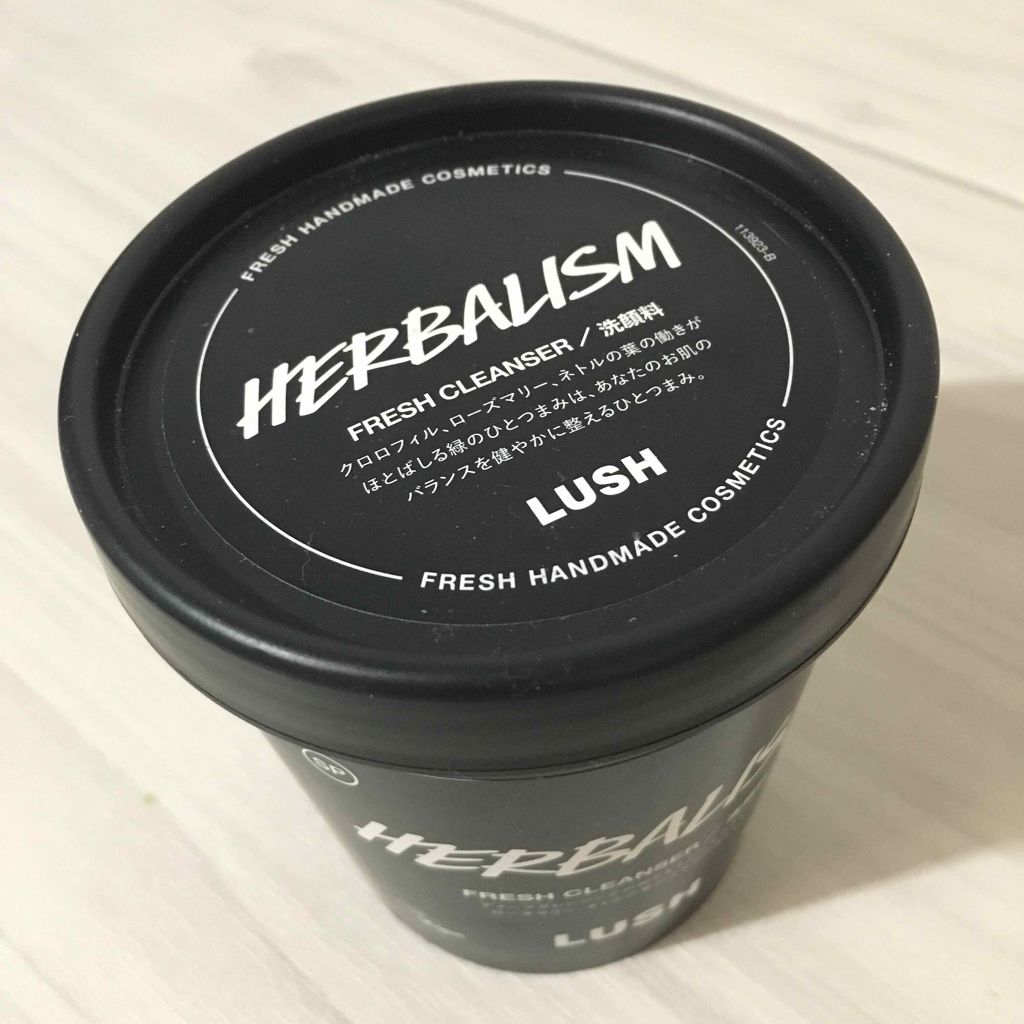 FRESH HANDMADE COSMETICS
113923-B
HERBALISM
FRESH CLEANSER / 洗顔料
クロロフィル、ローズマリー、ネトルの葉の働きが
ほとばしる緑のひとつまみは、あなたのお肌の
バランスを健やかに整えるひとつまみ。
LUSH
FRESH HANDMADE COSMETICS
SP
HERBALIS
FRESH CLEANSER
LUSH